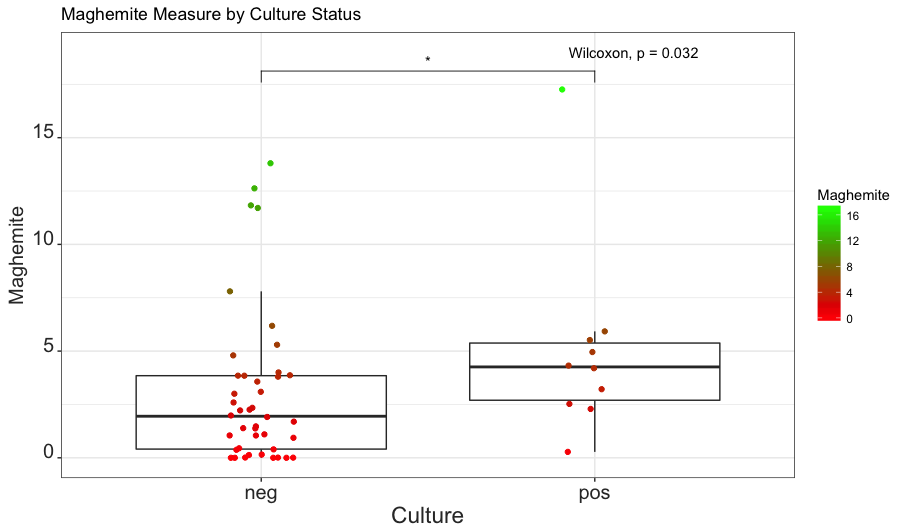 Maghemite Measure by Culture Status
Wilcoxon, p = 0.032
*
15
10
5
0
Maghemite
neg
pos
Culture
Maghemite
16
12
8
4
0